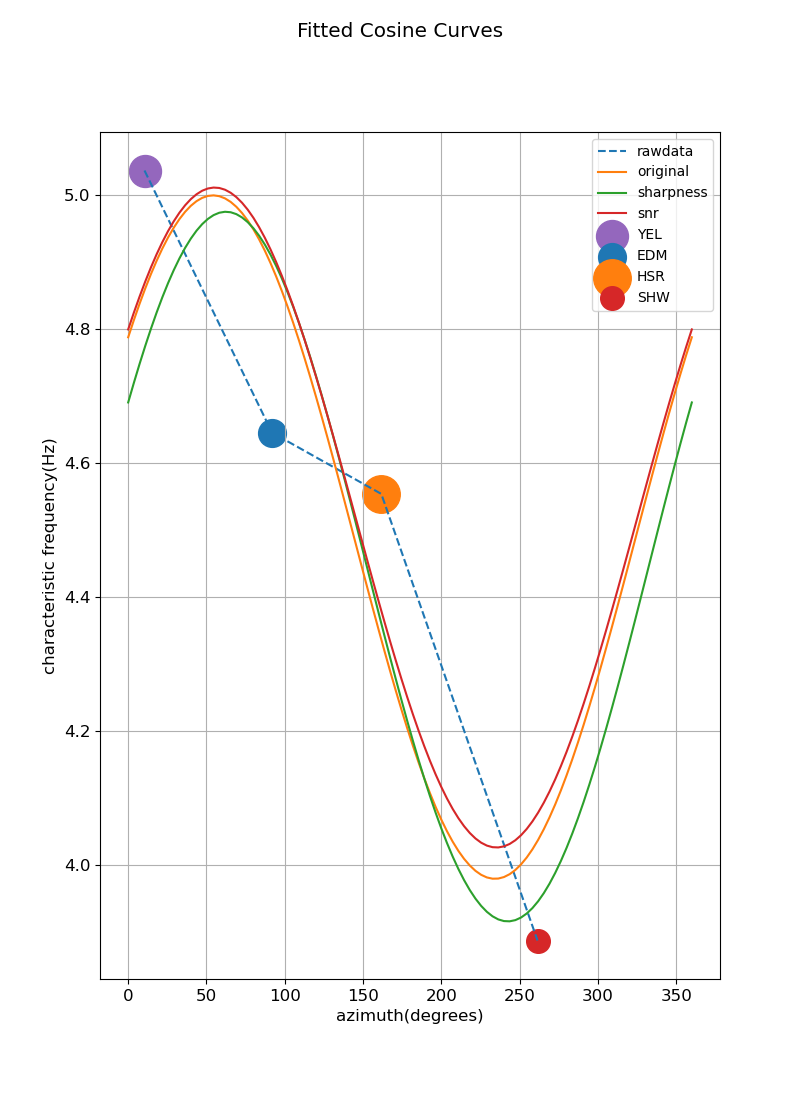 Fitted Cosine Curves
rawdata
original
sharpness
snr
YEL
EDM
HSR
SHW
characteristic frequency(Hz)
5.0
4.8
4.6
4.4
4.2
4.0
0 50 100 150 200 250 300 350
azimuth(degrees)